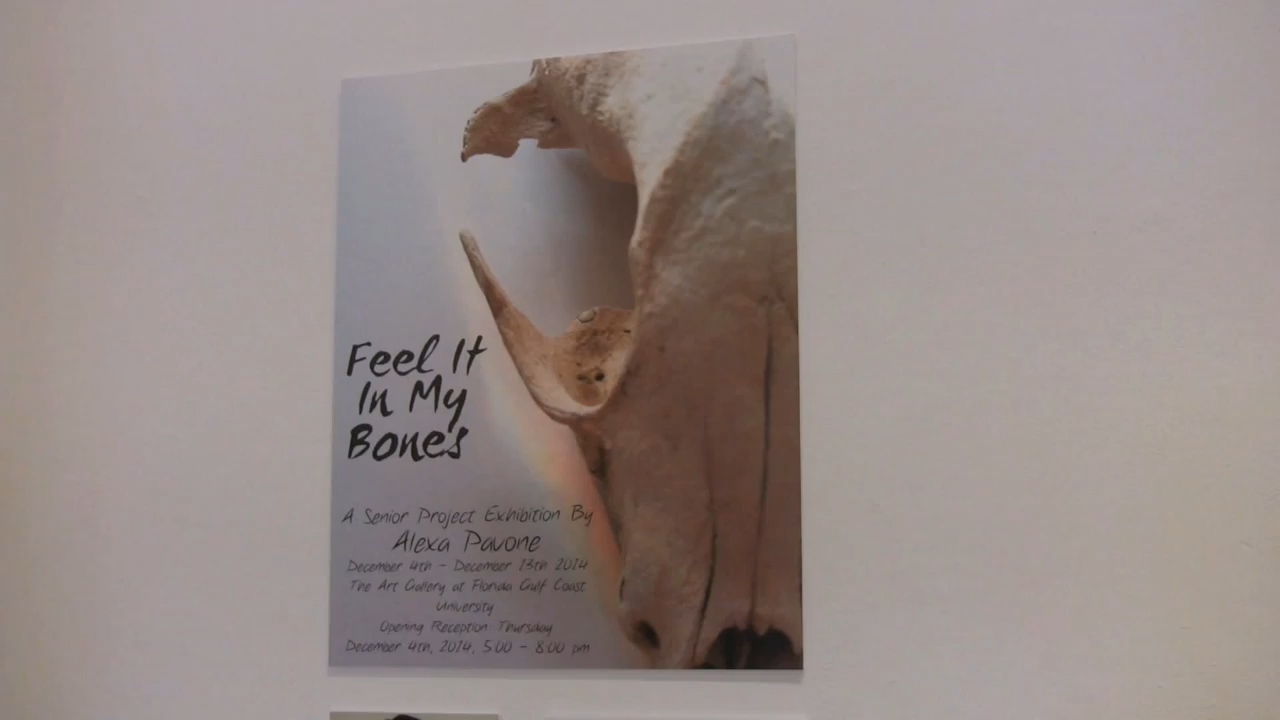 Feel It
In My
Bones
A Senior Project Exhibition By
Alexa Pavone
December 4th - December 13th 2014
The Art Gallery at Florida Gulf Coast
University
Opening Reception Thursday
December 4th, 2014, 5:00 - 8:00 pm